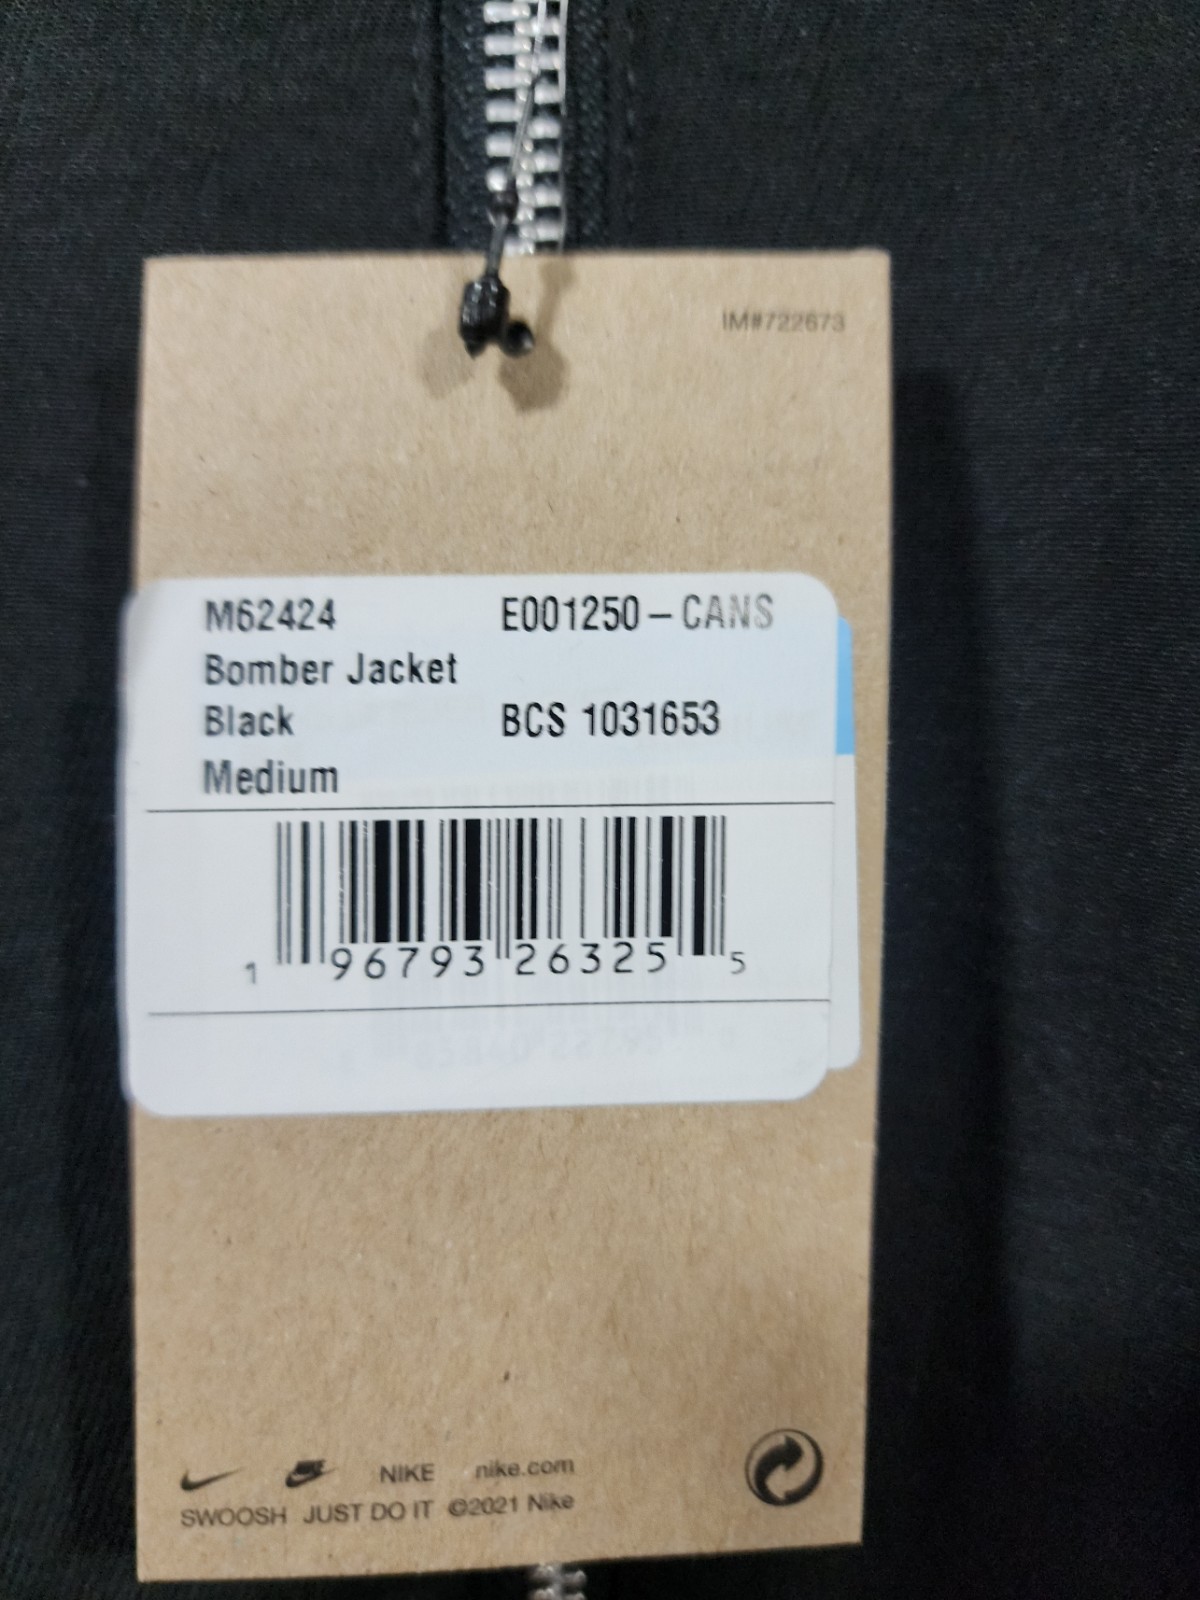 IM#722673
M62424 E001250 – CANS
Bomber Jacket
Black BCS 1031653
Medium
1 96793 26325 5
NIKE nike.com
SWOOSH JUST DO IT ©2021 Nike